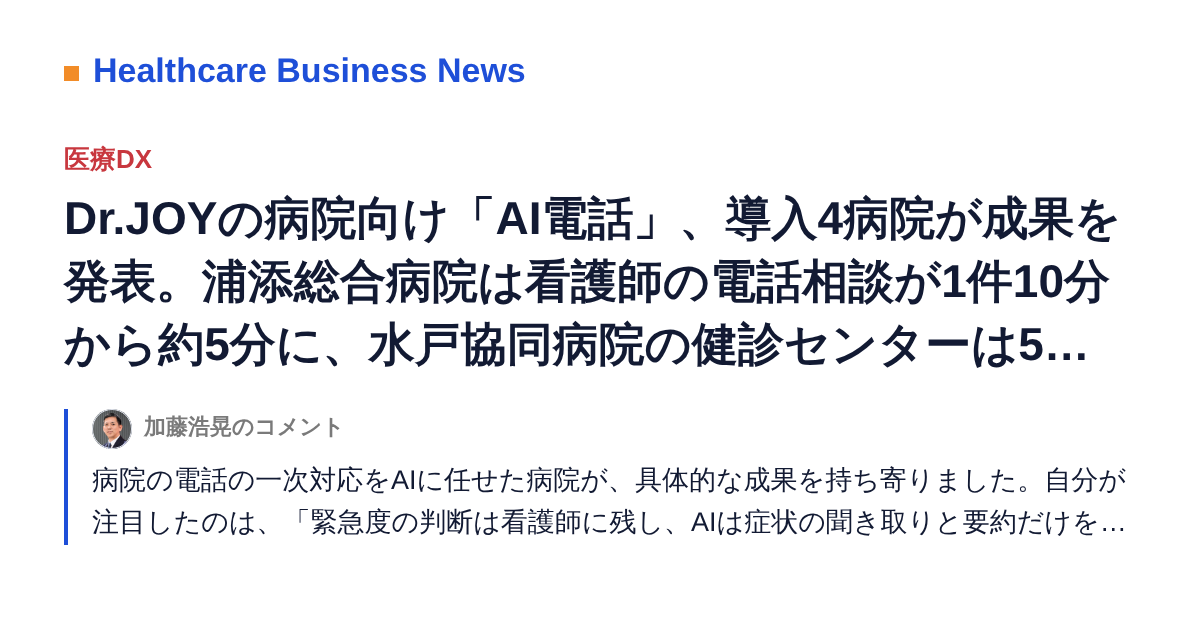 Healthcare Business News
医療DX
Dr.JOYの病院向け「AI電話」、導入4病院が成果を
発表。浦添総合病院は看護師の電話相談が1件10分
から約5分に、水戸協同病院の健診センターは5…
加藤浩晃のコメント
病院の電話の一次対応をAIに任せた病院が、具体的な成果を持ち寄りました。自分が
注目したのは、「緊急度の判断は看護師に残し、AIは症状の聞き取りと要約だけを…